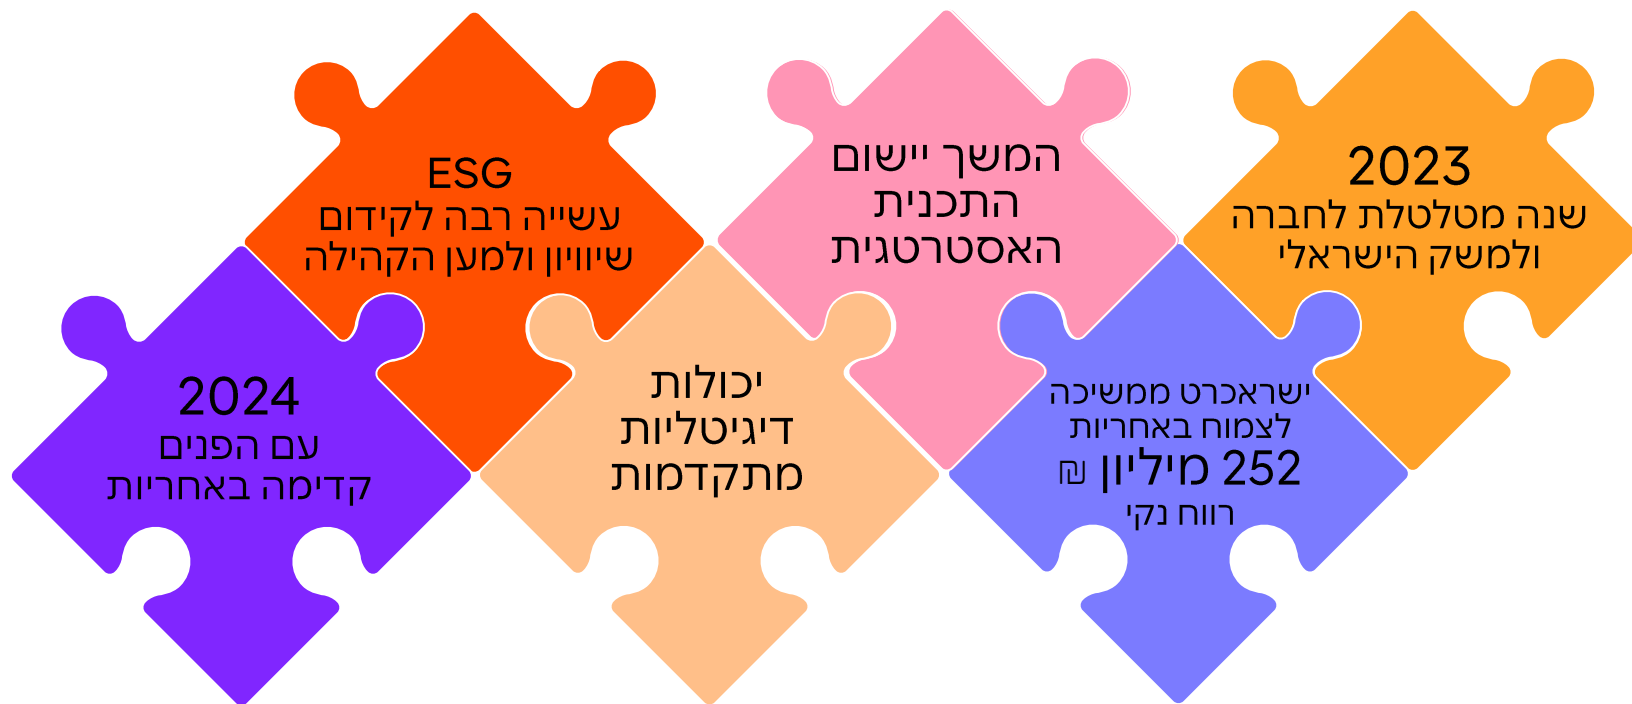 2023
שנה מטלטלת לחברה
ולמשק הישראלי
ישראכרט ממשיכה
לצמוח באחריות
252 מיליון ₪
רווח נקי
המשך יישום
התכנית
האסטרטגית
יכולות
דיגיטליות
מתקדמות
ESG
עשייה רבה לקידום
שיוויון ולמען הקהילה
2024
עם הפנים
קדימה באחריות